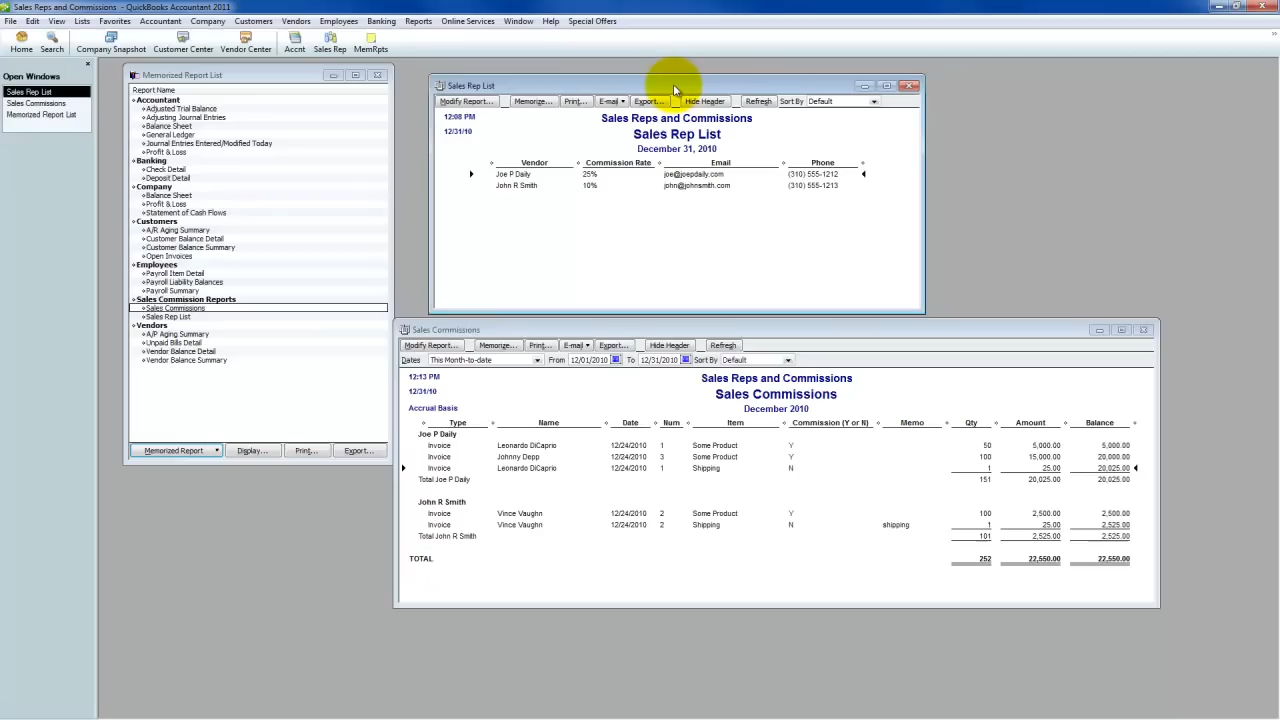 Sales Reps and Commissions - QuickBooks Accountant 2011
File Edit View Lists Favorites Accountant Company Customers Vendors Employees Banking Reports Online Services Window Help Special Offers
Home Search Company Snapshot Customer Center Vendor Center Accnt Sales Rep MemRpts
Open Windows
Sales Rep List
Sales Commissions
Memorized Report List
Memorized Report List
Report Name
Accountant
Adjusted Trial Balance
Adjusting Journal Entries
Balance Sheet
General Ledger
Journal Entries Entered/Modified Today
Profit & Loss
Banking
Check Detail
Deposit Detail
Company
Balance Sheet
Profit & Loss
Statement of Cash Flows
Customers
A/R Aging Summary
Customer Balance Detail
Customer Balance Summary
Open Invoices
Employees
Payroll Item Detail
Payroll Liability Balances
Payroll Summary
Sales Commission Reports
Sales Commissions
Sales Rep List
Vendors
A/P Aging Summary
Unpaid Bills Detail
Vendor Balance Detail
Vendor Balance Summary
Memorized Report Display... Print... Export...
Sales Rep List
Modify Report... Memorize... Print... E-mail Export... Hide Header Refresh Sort By Default
12:08 PM Sales Reps and Commissions
12/31/10 Sales Rep List
December 31, 2010
Vendor Commission Rate Email Phone
Joe P Daily 25% joe@joepdaily.com (310) 555-1212
John R Smith 10% john@johnsmith.com (310) 555-1213
Sales Commissions
Modify Report... Memorize... Print... E-mail Export... Hide Header Refresh
Dates This Month-to-date From 12/01/2010 To 12/31/2010 Sort By Default
12:13 PM Sales Reps and Commissions
12/31/10 Sales Commissions
Accrual Basis December 2010
Type Name Date Num Item Commission (Y or N) Memo Qty Amount Balance
Joe P Daily
Invoice Leonardo DiCaprio 12/24/2010 1 Some Product Y 50 5,000.00 5,000.00
Invoice Johnny Depp 12/24/2010 3 Some Product Y 100 15,000.00 20,000.00
Invoice Leonardo DiCaprio 12/24/2010 1 Shipping N 1 25.00 20,025.00
Total Joe P Daily 151 20,025.00 20,025.00
John R Smith
Invoice Vince Vaughn 12/24/2010 2 Some Product Y 100 2,500.00 2,500.00
Invoice Vince Vaughn 12/24/2010 2 Shipping N shipping 1 25.00 2,525.00
Total John R Smith 101 2,525.00 2,525.00
TOTAL 252 22,550.00 22,550.00